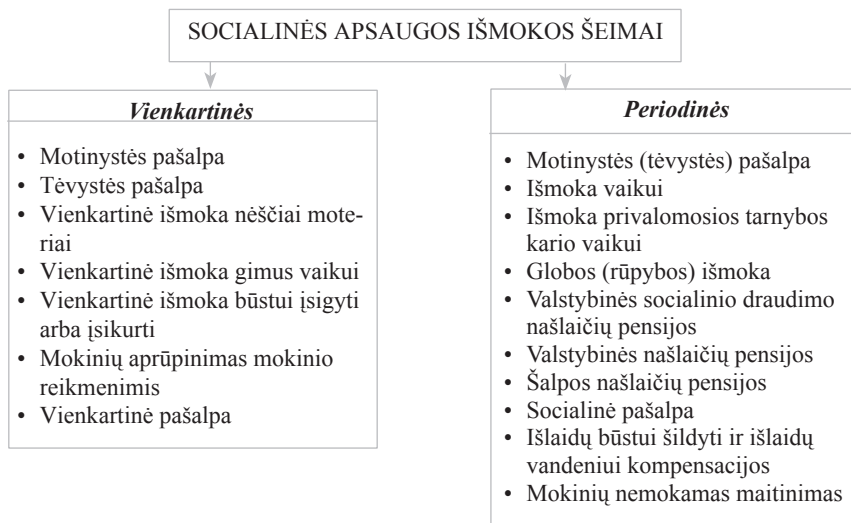 SOCIALINĖS APSAUGOS IŠMOKOS ŠEIMAI
Vienkartinės
• Motinystės pašalpa
• Tėvystės pašalpa
• Vienkartinė išmoka nėščiai mote-
riai
• Vienkartinė išmoka gimus vaikui
• Vienkartinė išmoka būstui įsigyti
arba įsikurti
• Mokinių aprūpinimas mokinio
reikmenimis
• Vienkartinė pašalpa
Periodinės
• Motinystės (tėvystės) pašalpa
• Išmoka vaikui
• Išmoka privalomosios tarnybos
kario vaikui
• Globos (rūpybos) išmoka
• Valstybinės socialinio draudimo
našlaičių pensijos
• Valstybinės našlaičių pensijos
• Šalpos našlaičių pensijos
• Socialinė pašalpa
• Išlaidų būstui šildyti ir išlaidų
vandeniui kompensacijos
• Mokinių nemokamas maitinimas